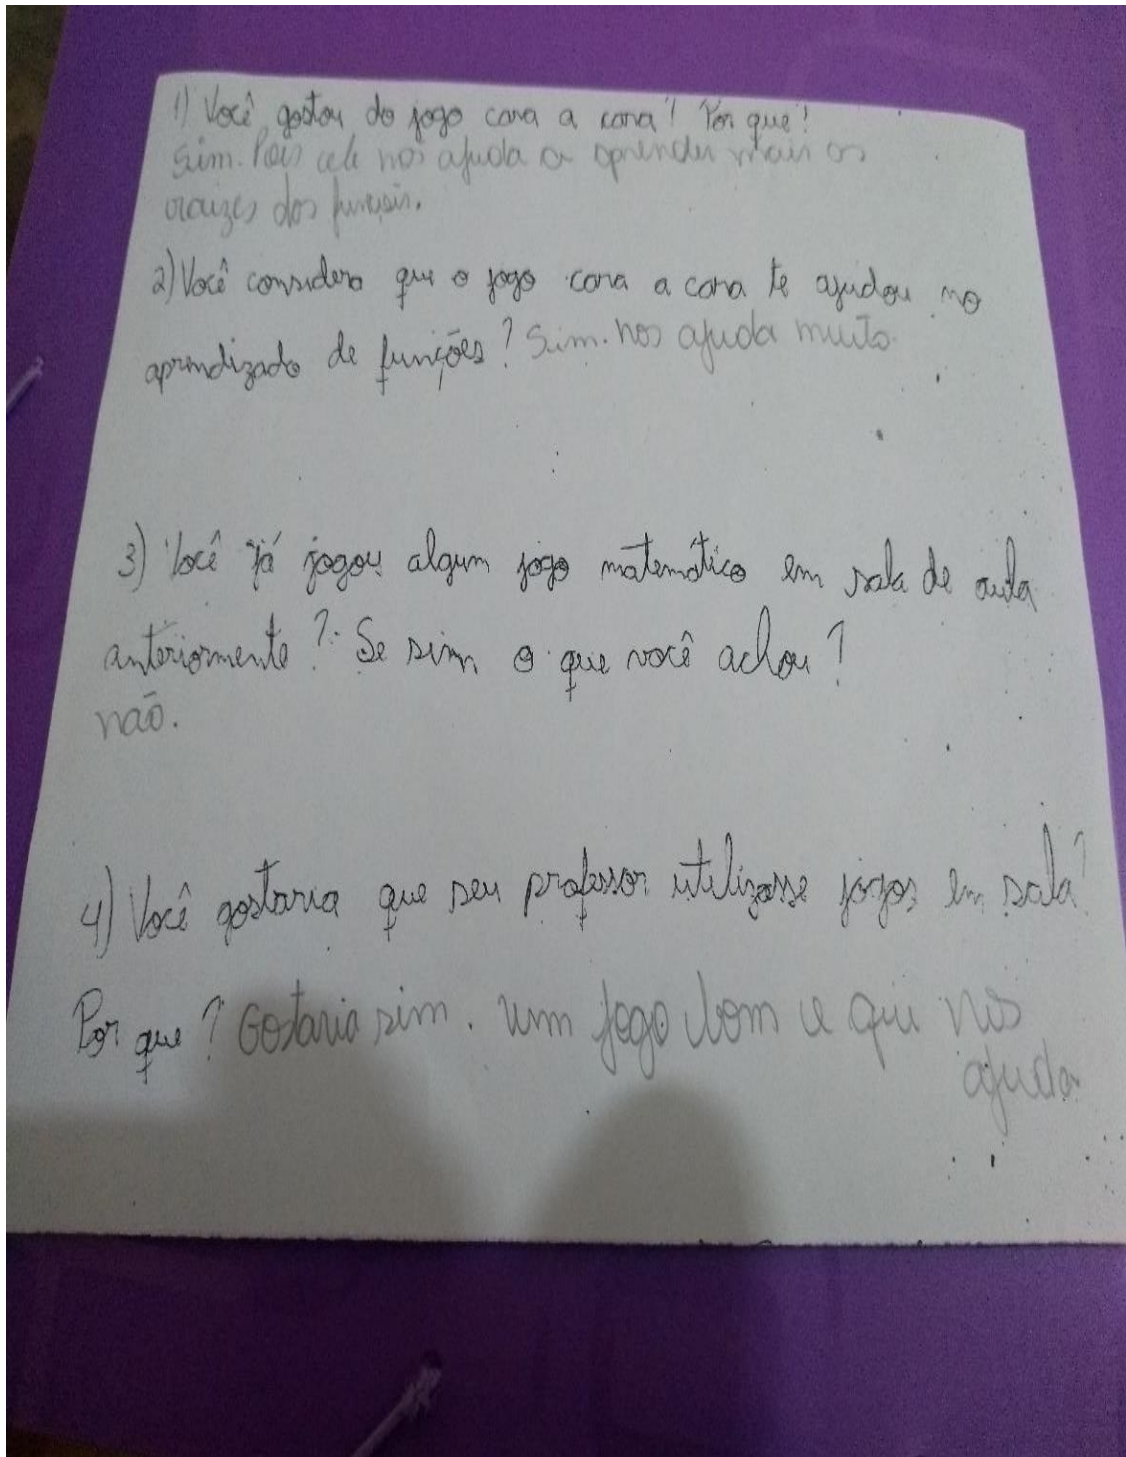 1) Você gostou do jogo cara a cara? Por que?
Sim. Pois ele nos ajuda a aprender mais as
raizes das
2) Você considera que o jogo cara a cara te ajudou no
aprendizado de funções? Sim. nos ajuda muito.
3) Você já jogou algum jogo matemático em sala de aula
anteriormente? Se sim o que você achou?
não.
4) Você gostaria que seu professor utilizasse jogos em sala?
Por que? Gostaria sim. um jogo bom e que nos
ajuda